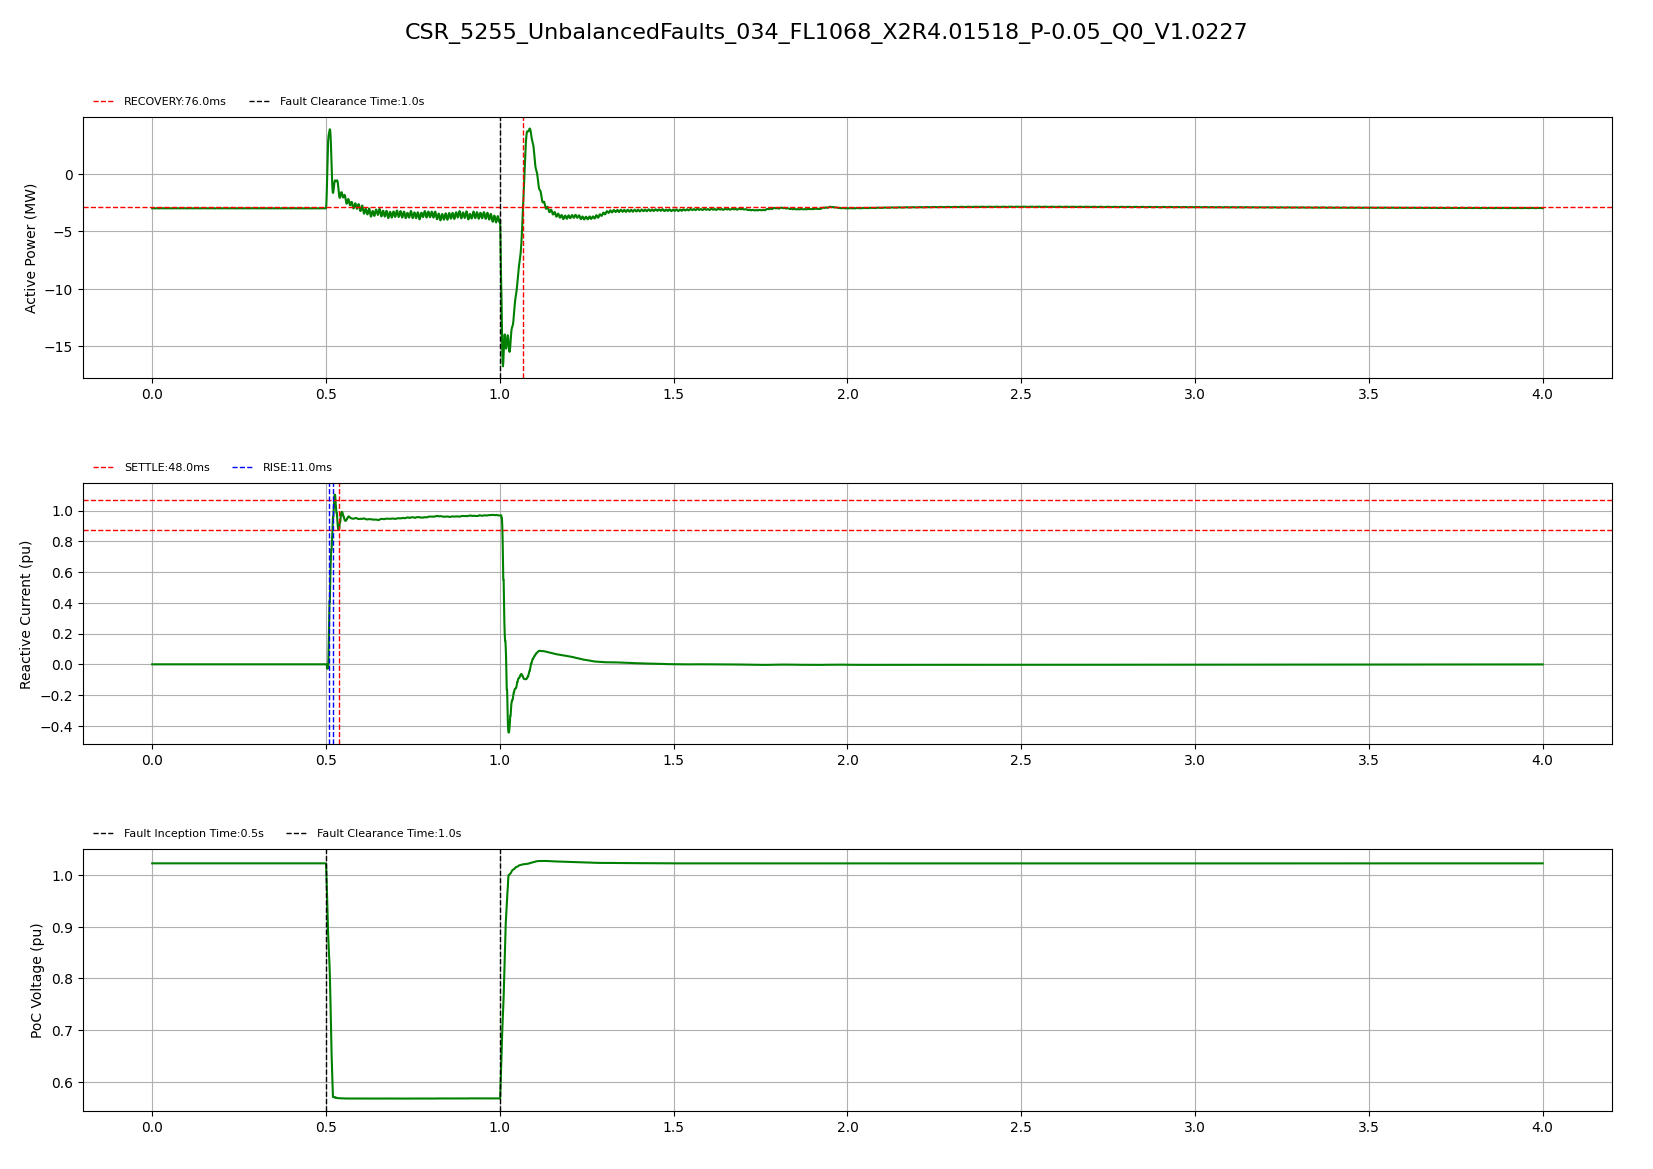 CSR_5255_UnbalancedFaults_034_FL1068_X2R4.01518_P-0.05_Q0_V1.0227
RECOVERY:76.0ms Fault Clearance Time:1.0s
Active Power (MW)
0
−5
−10
−15
0.0 0.5 1.0 1.5 2.0 2.5 3.0 3.5 4.0
SETTLE:48.0ms RISE:11.0ms
Reactive Current (pu)
1.0
0.8
0.6
0.4
0.2
0.0
−0.2
−0.4
0.0 0.5 1.0 1.5 2.0 2.5 3.0 3.5 4.0
Fault Inception Time:0.5s Fault Clearance Time:1.0s
PoC Voltage (pu)
1.0
0.9
0.8
0.7
0.6
0.0 0.5 1.0 1.5 2.0 2.5 3.0 3.5 4.0